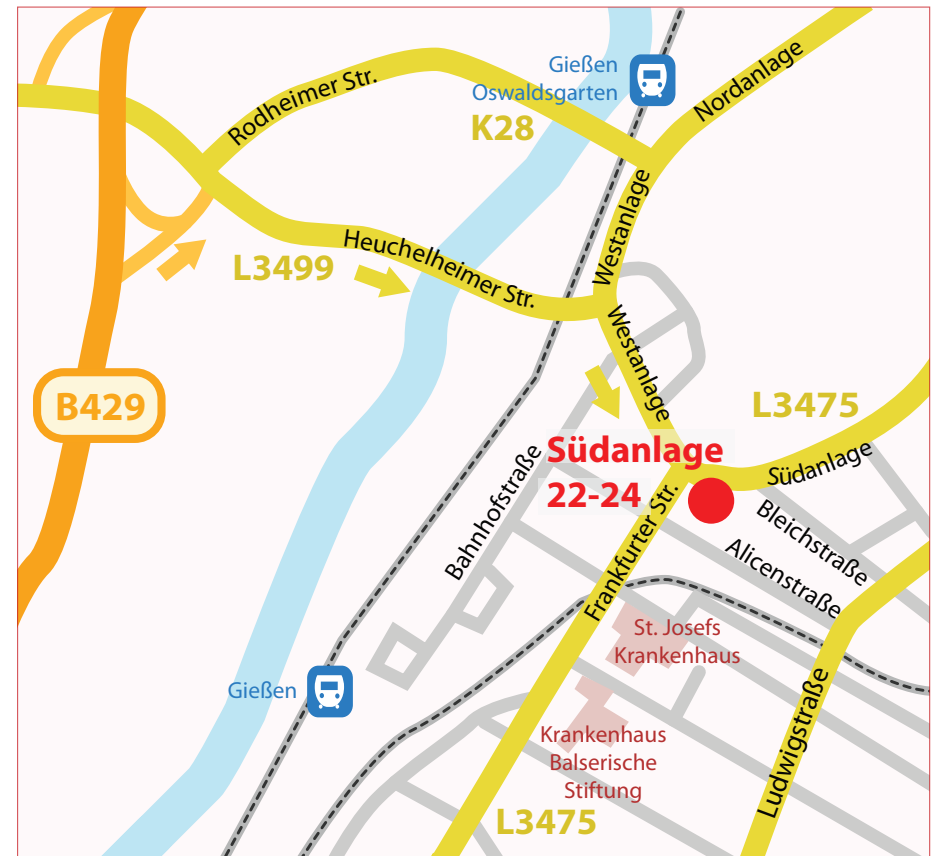 Gießen
Oswaldsgarten
Nordanlage
Rodheimer Str.
K28
Westanlage
Heuchelheimer Str.
L3499
Westanlage
B429
L3475
Südanlage
22-24
Südanlage
Bahnhofstraße
Frankfurter Str.
Bleichstraße
Alicenstraße
St. Josefs
Krankenhaus
Gießen
Ludwigstraße
Krankenhaus
Balserische
Stiftung
L3475